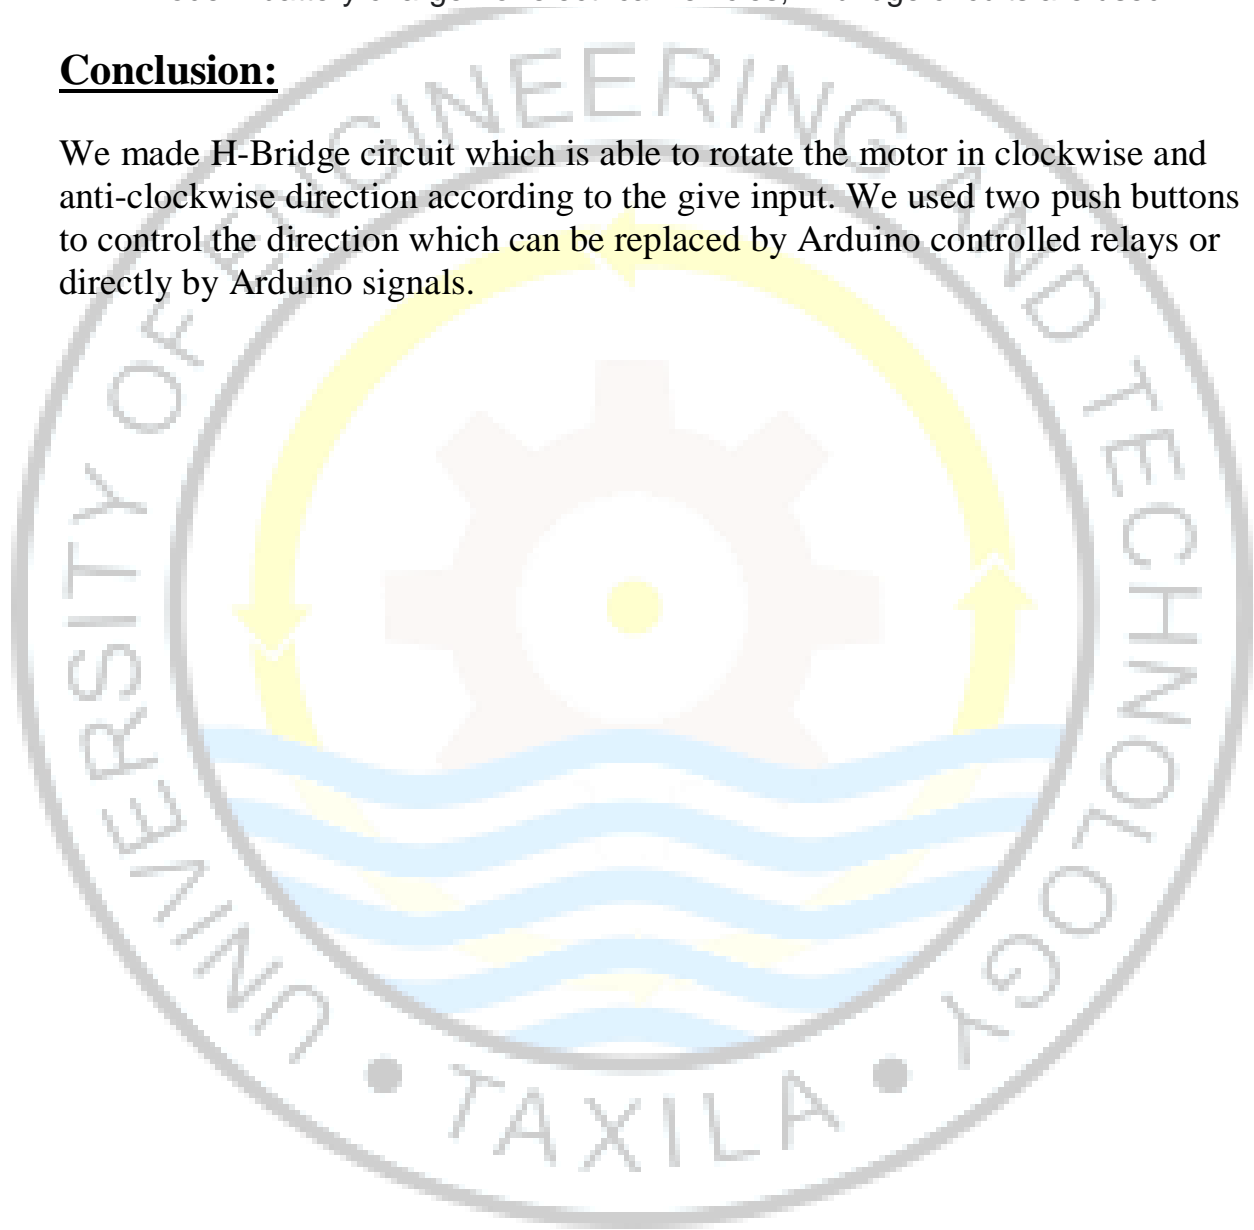 Conclusion:
We made H-Bridge circuit which is able to rotate the motor in clockwise and
anti-clockwise direction according to the give input. We used two push buttons
to control the direction which can be replaced by Arduino controlled relays or
directly by Arduino signals.
UNIVERSITY OF ENGINEERING AND TECHNOLOGY
• TAXILA •